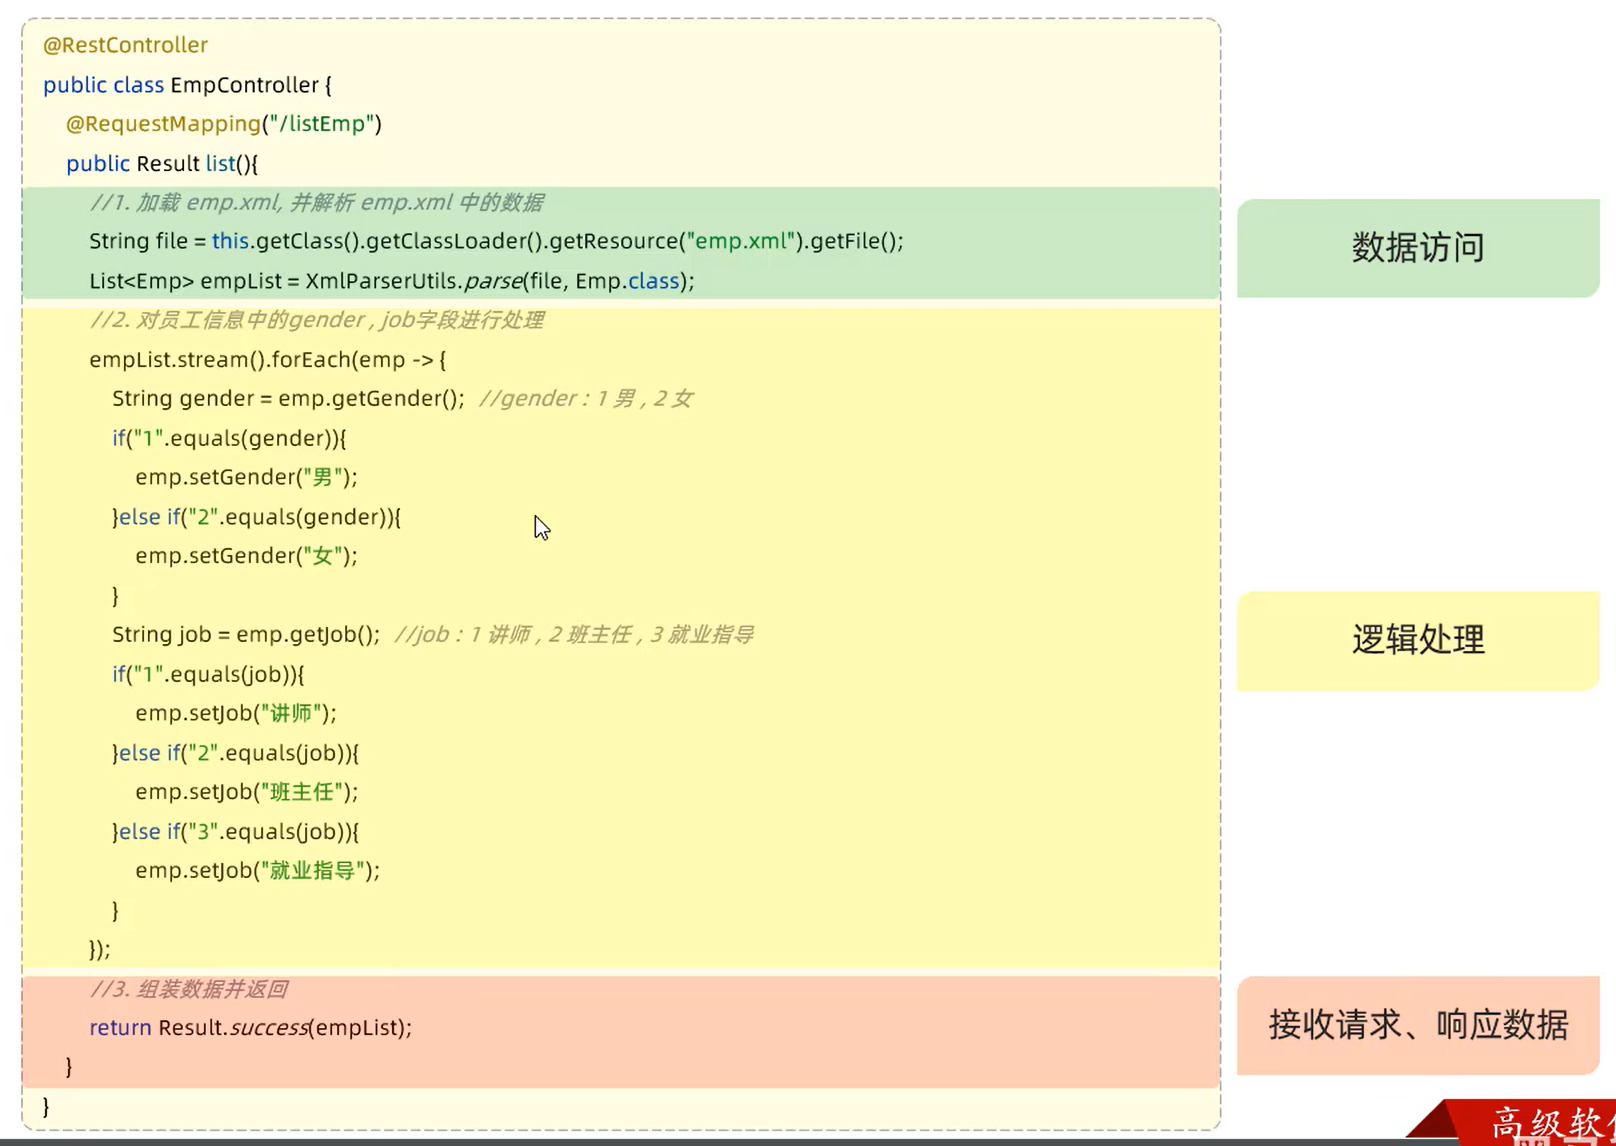 @RestController
public class EmpController {
@RequestMapping("/listEmp")
public Result list(){
//1. 加载 emp.xml, 并解析 emp.xml 中的数据
String file = this.getClass().getClassLoader().getResource("emp.xml").getFile();
List<Emp> empList = XmlParserUtils.parse(file, Emp.class);
数据访问
//2. 对员工信息中的gender , job字段进行处理
empList.stream().forEach(emp -> {
String gender = emp.getGender(); //gender : 1 男 , 2 女
if("1".equals(gender)){
emp.setGender("男");
}else if("2".equals(gender)){
emp.setGender("女");
}
String job = emp.getJob(); //job : 1 讲师 , 2 班主任 , 3 就业指导
if("1".equals(job)){
emp.setJob("讲师");
}else if("2".equals(job)){
emp.setJob("班主任");
}else if("3".equals(job)){
emp.setJob("就业指导");
}
});
逻辑处理
//3. 组装数据并返回
return Result.success(empList);
}
接收请求、响应数据
}
高级软